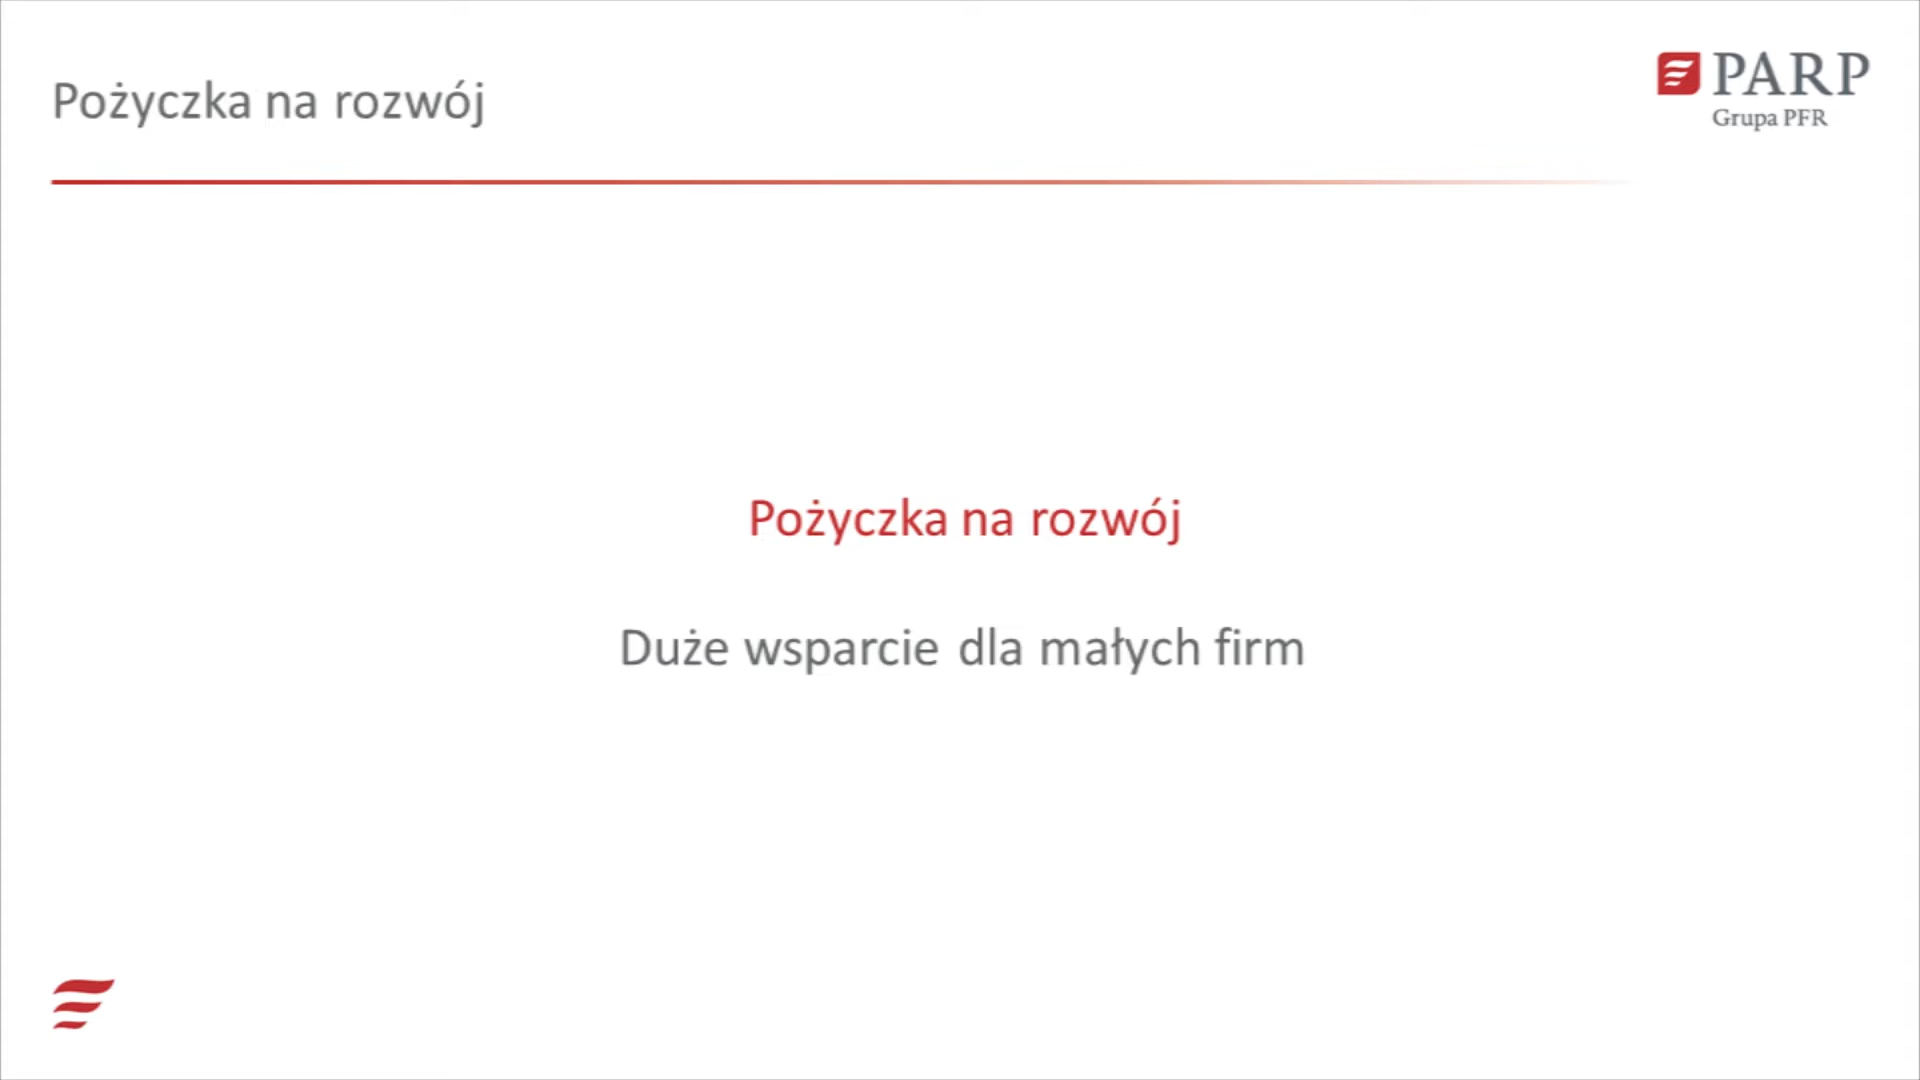 Pożyczka na rozwój
PARP
Grupa PFR
Pożyczka na rozwój
Duże wsparcie dla małych firm